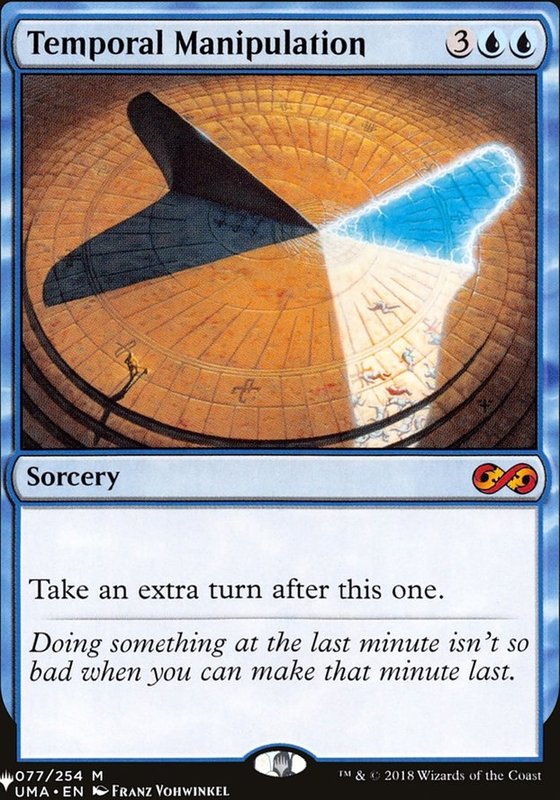 Temporal Manipulation 3
Sorcery
Take an extra turn after this one.
Doing something at the last minute isn't so
bad when you can make that minute last.
077/254 M
UMA • EN Franz Vohwinkel
™ & © 2018 Wizards of the Coast